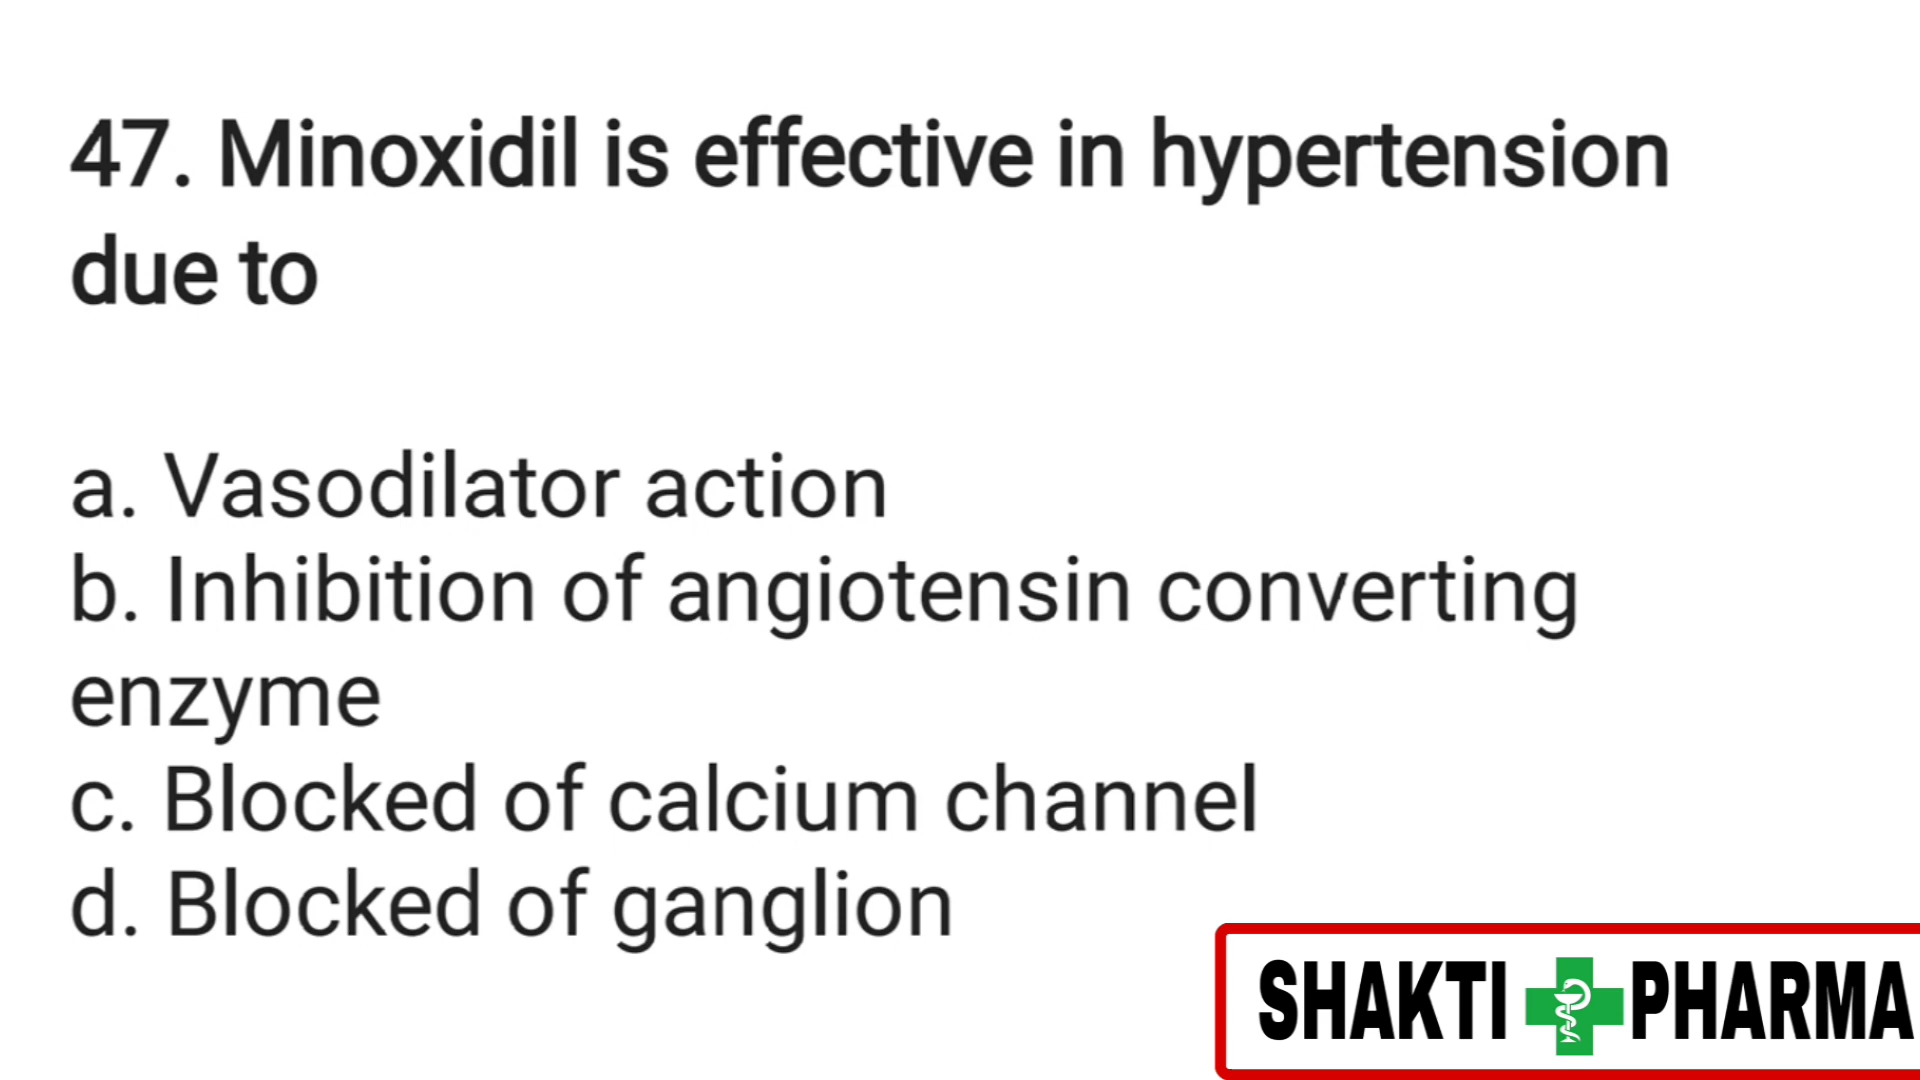 47. Minoxidil is effective in hypertension
due to
a. Vasodilator action
b. Inhibition of angiotensin converting
enzyme
c. Blocked of calcium channel
d. Blocked of ganglion
SHAKTI PHARMA